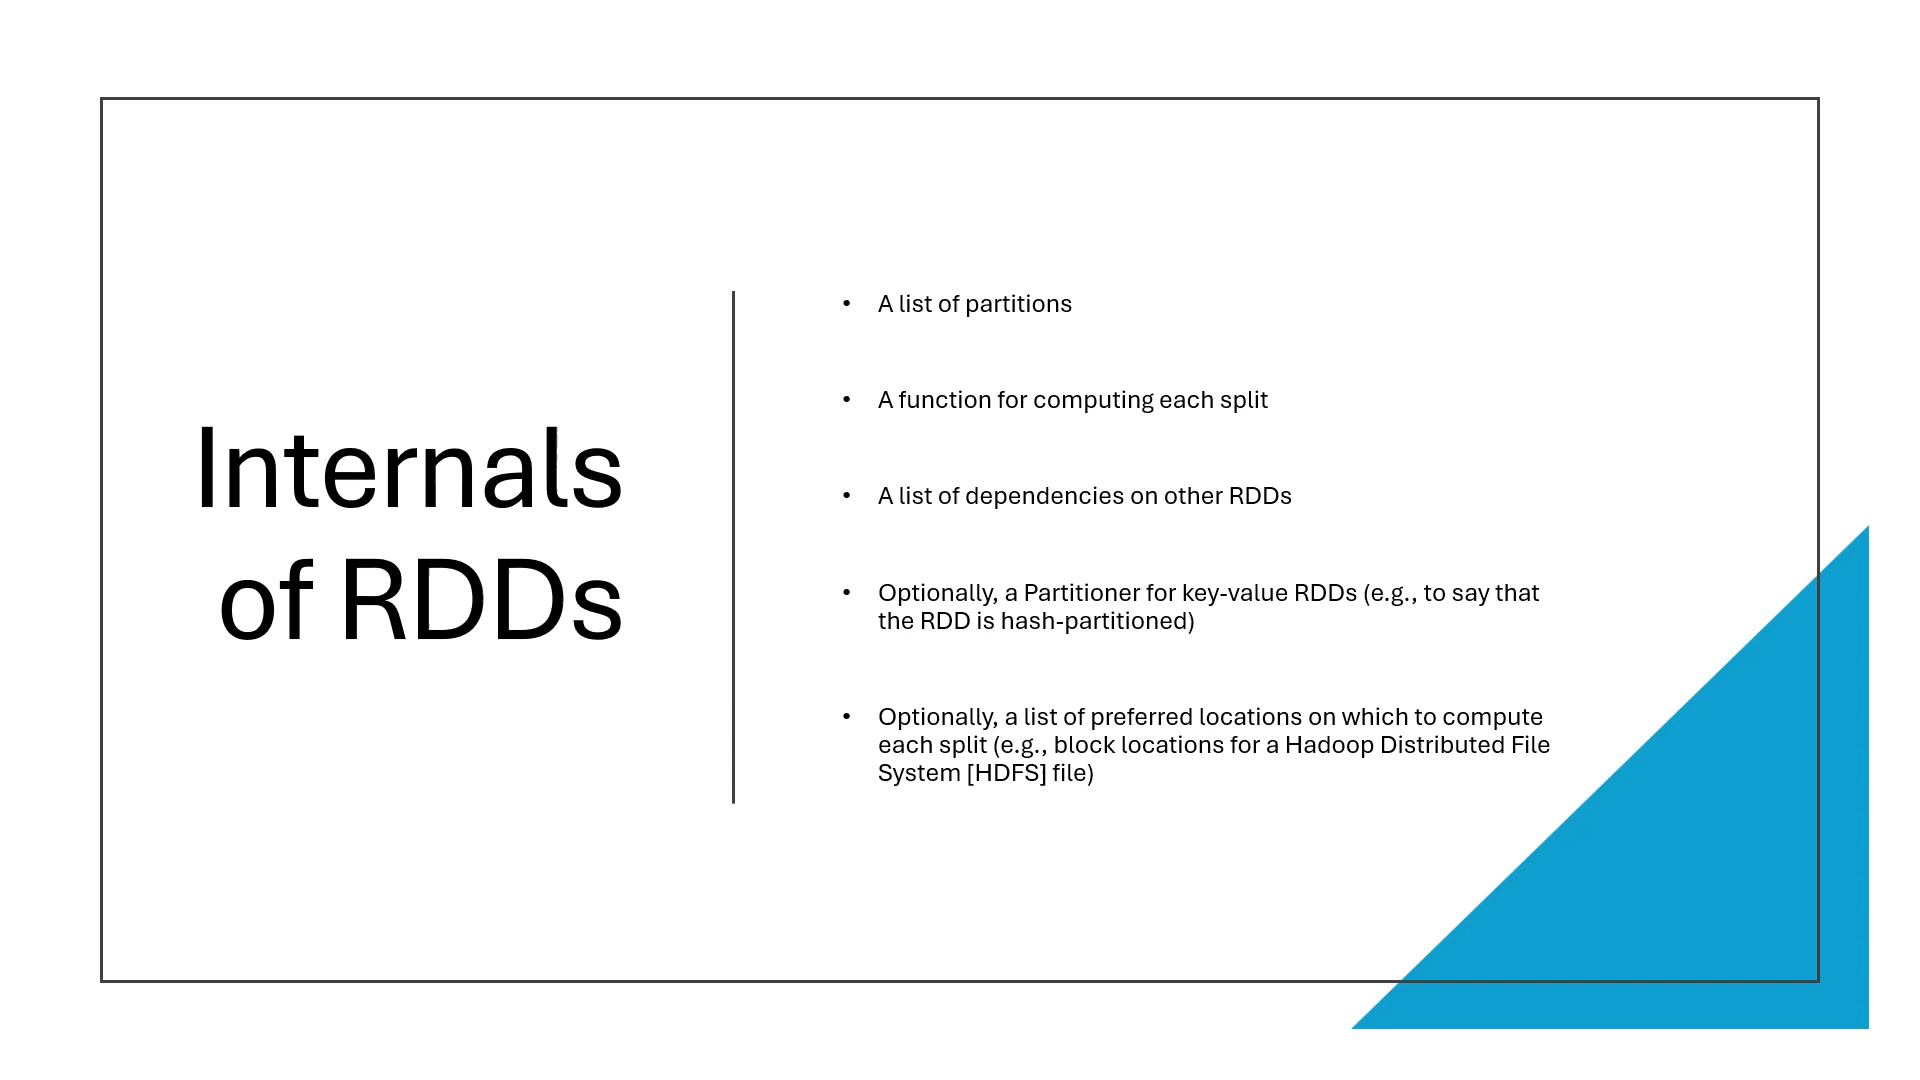 Internals
of RDDs
• A list of partitions
• A function for computing each split
• A list of dependencies on other RDDs
• Optionally, a Partitioner for key-value RDDs (e.g., to say that
the RDD is hash-partitioned)
• Optionally, a list of preferred locations on which to compute
each split (e.g., block locations for a Hadoop Distributed File
System [HDFS] file)